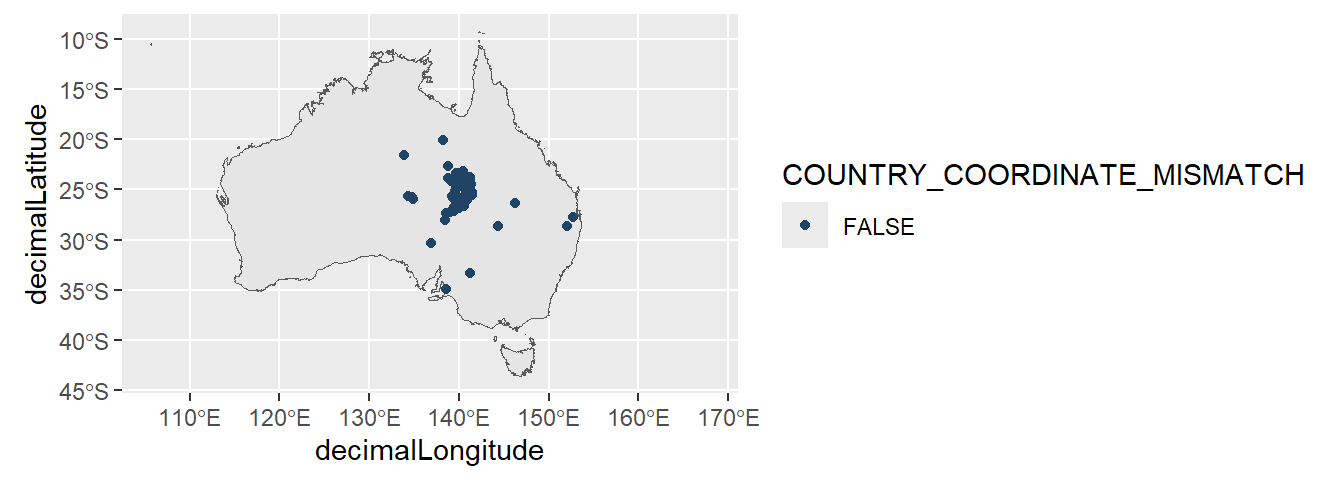 10°S
15°S
20°S
25°S
30°S
35°S
40°S
45°S
decimalLatitude
110°E 120°E 130°E 140°E 150°E 160°E 170°E
decimalLongitude
COUNTRY_COORDINATE_MISMATCH
FALSE